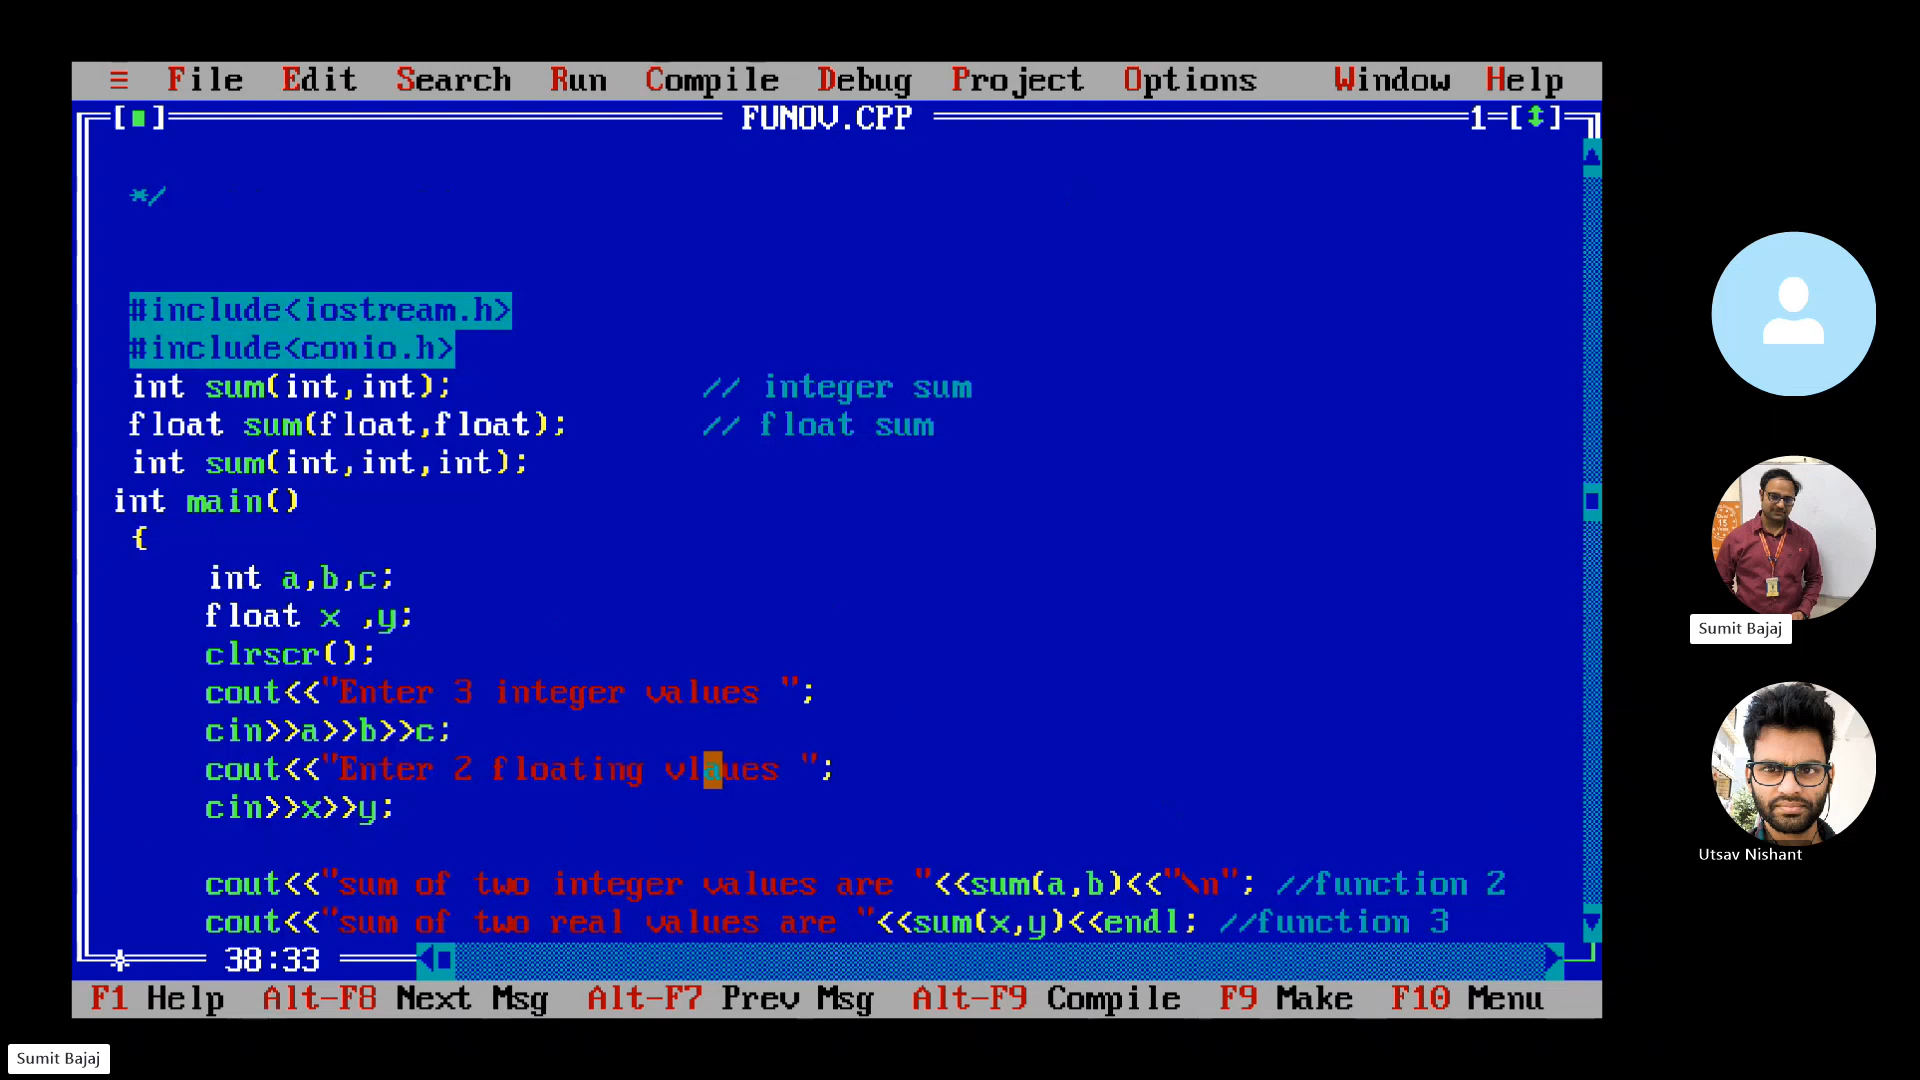 ≡ File Edit Search Run Compile Debug Project Options Window Help
[■] FUNOV.CPP 1=[↕]
*/
#include<iostream.h>
#include<conio.h>
int sum(int,int); // integer sum
float sum(float,float); // float sum
int sum(int,int,int);
int main()
{
int a,b,c;
float x ,y;
clrscr();
cout<<"Enter 3 integer values ";
cin>>a>>b>>c;
cout<<"Enter 2 floating vlaues ";
cin>>x>>y;
cout<<"sum of two integer values are "<<sum(a,b)<<"\n"; //function 2
cout<<"sum of two real values are "<<sum(x,y)<<endl; //function 3
38:33
F1 Help Alt-F8 Next Msg Alt-F7 Prev Msg Alt-F9 Compile F9 Make F10 Menu
Sumit Bajaj
Utsav Nishant
Sumit Bajaj